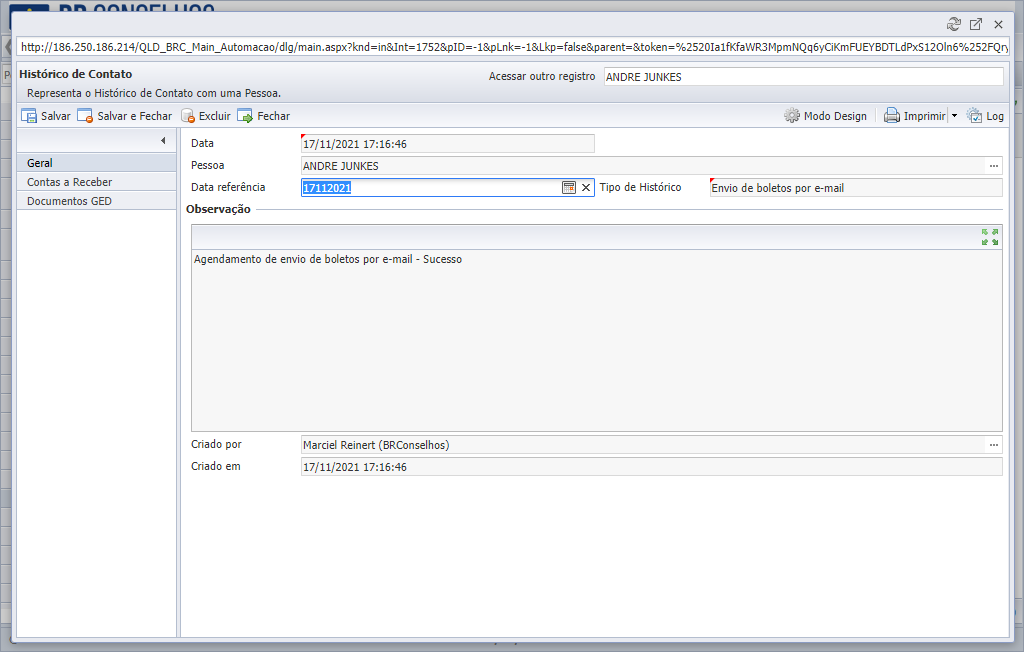 http://186.250.186.214/QLD_BRC_Main_Automacao/dlg/main.aspx?knd=in&Int=1752&pID=-1&pLnk=-1&Lkp=false&parent=&token=%2520Ia1fKfaWR3MpmNQq6yCiKmFUEYBDTLdPxS12Oln6%252FQry
Histórico de Contato
Acessar outro registro ANDRE JUNKES
Representa o Histórico de Contato com uma Pessoa.
Salvar Salvar e Fechar Excluir Fechar Modo Design Imprimir Log
Geral
Contas a Receber
Documentos GED
Data 17/11/2021 17:16:46
Pessoa ANDRE JUNKES ...
Data referência 17112021 Tipo de Histórico Envio de boletos por e-mail
Observação
Agendamento de envio de boletos por e-mail - Sucesso
Criado por Marciel Reinert (BRConselhos) ...
Criado em 17/11/2021 17:16:46